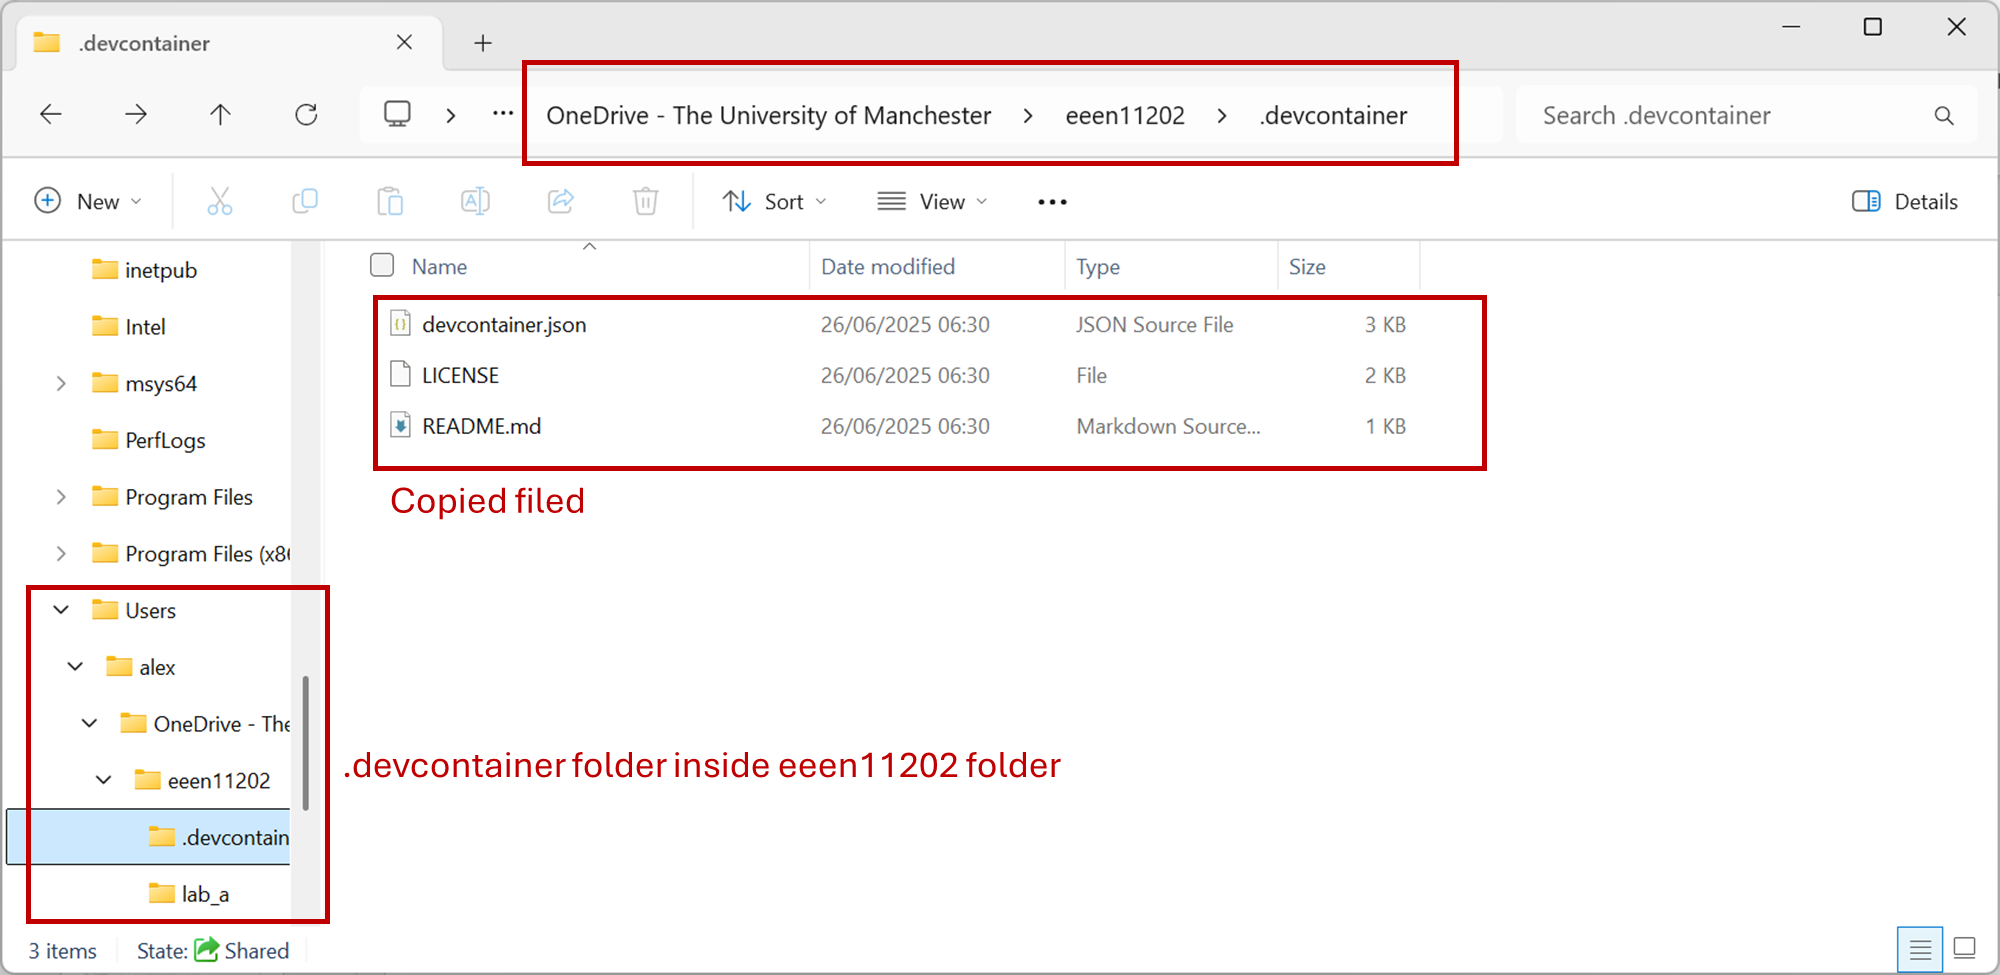 .devcontainer
OneDrive - The University of Manchester > eeen11202 > .devcontainer
Search .devcontainer
New
Sort
View
Details
Name Date modified Type Size
devcontainer.json 26/06/2025 06:30 JSON Source File 3 KB
LICENSE 26/06/2025 06:30 File 2 KB
README.md 26/06/2025 06:30 Markdown Source... 1 KB
Copied filed
inetpub
Intel
msys64
PerfLogs
Program Files
Program Files (x86
Users
alex
OneDrive - The
eeen11202
.devcontain
lab_a
.devcontainer folder inside eeen11202 folder
3 items State: Shared